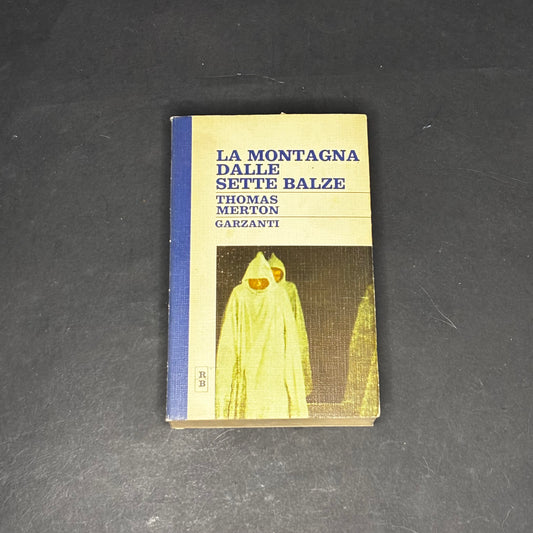 LA MONTAGNA
DALLE
SETTE BALZE
THOMAS
MERTON
GARZANTI
R
B